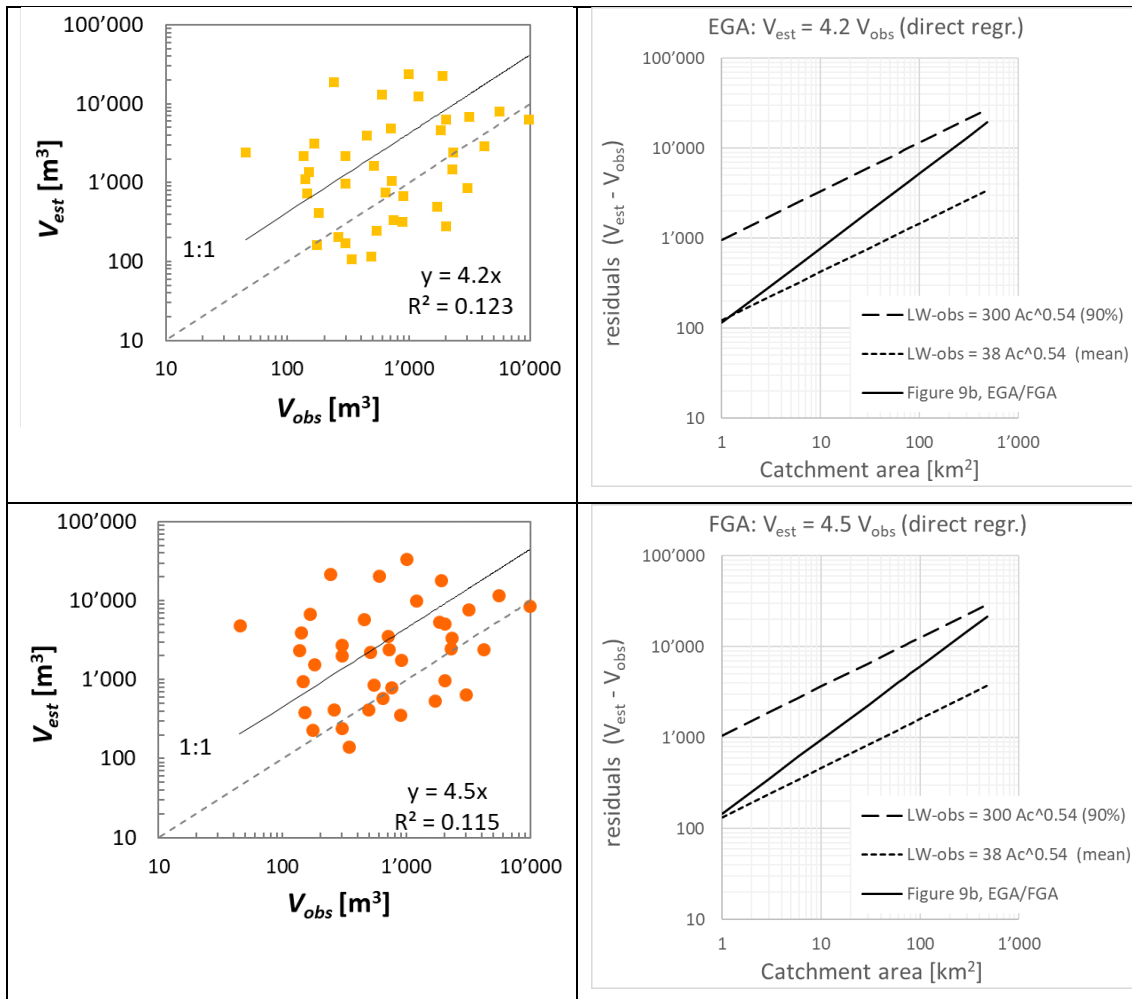 100’000
10’000
1’000
100
10
10
100
1’000
10’000
V_est [m³]
V_obs [m³]
1:1
y = 4.2x
R² = 0.123
EGA: V_est = 4.2 V_obs (direct regr.)
100’000
10’000
1’000
100
10
1
10
100
1’000
residuals (V_est - V_obs)
Catchment area [km²]
LW-obs = 300 Ac^0.54 (90%)
LW-obs = 38 Ac^0.54 (mean)
Figure 9b, EGA/FGA
100’000
10’000
1’000
100
10
10
100
1’000
10’000
V_est [m³]
V_obs [m³]
1:1
y = 4.5x
R² = 0.115
FGA: V_est = 4.5 V_obs (direct regr.)
100’000
10’000
1’000
100
10
1
10
100
1’000
residuals (V_est - V_obs)
Catchment area [km²]
LW-obs = 300 Ac^0.54 (90%)
LW-obs = 38 Ac^0.54 (mean)
Figure 9b, EGA/FGA